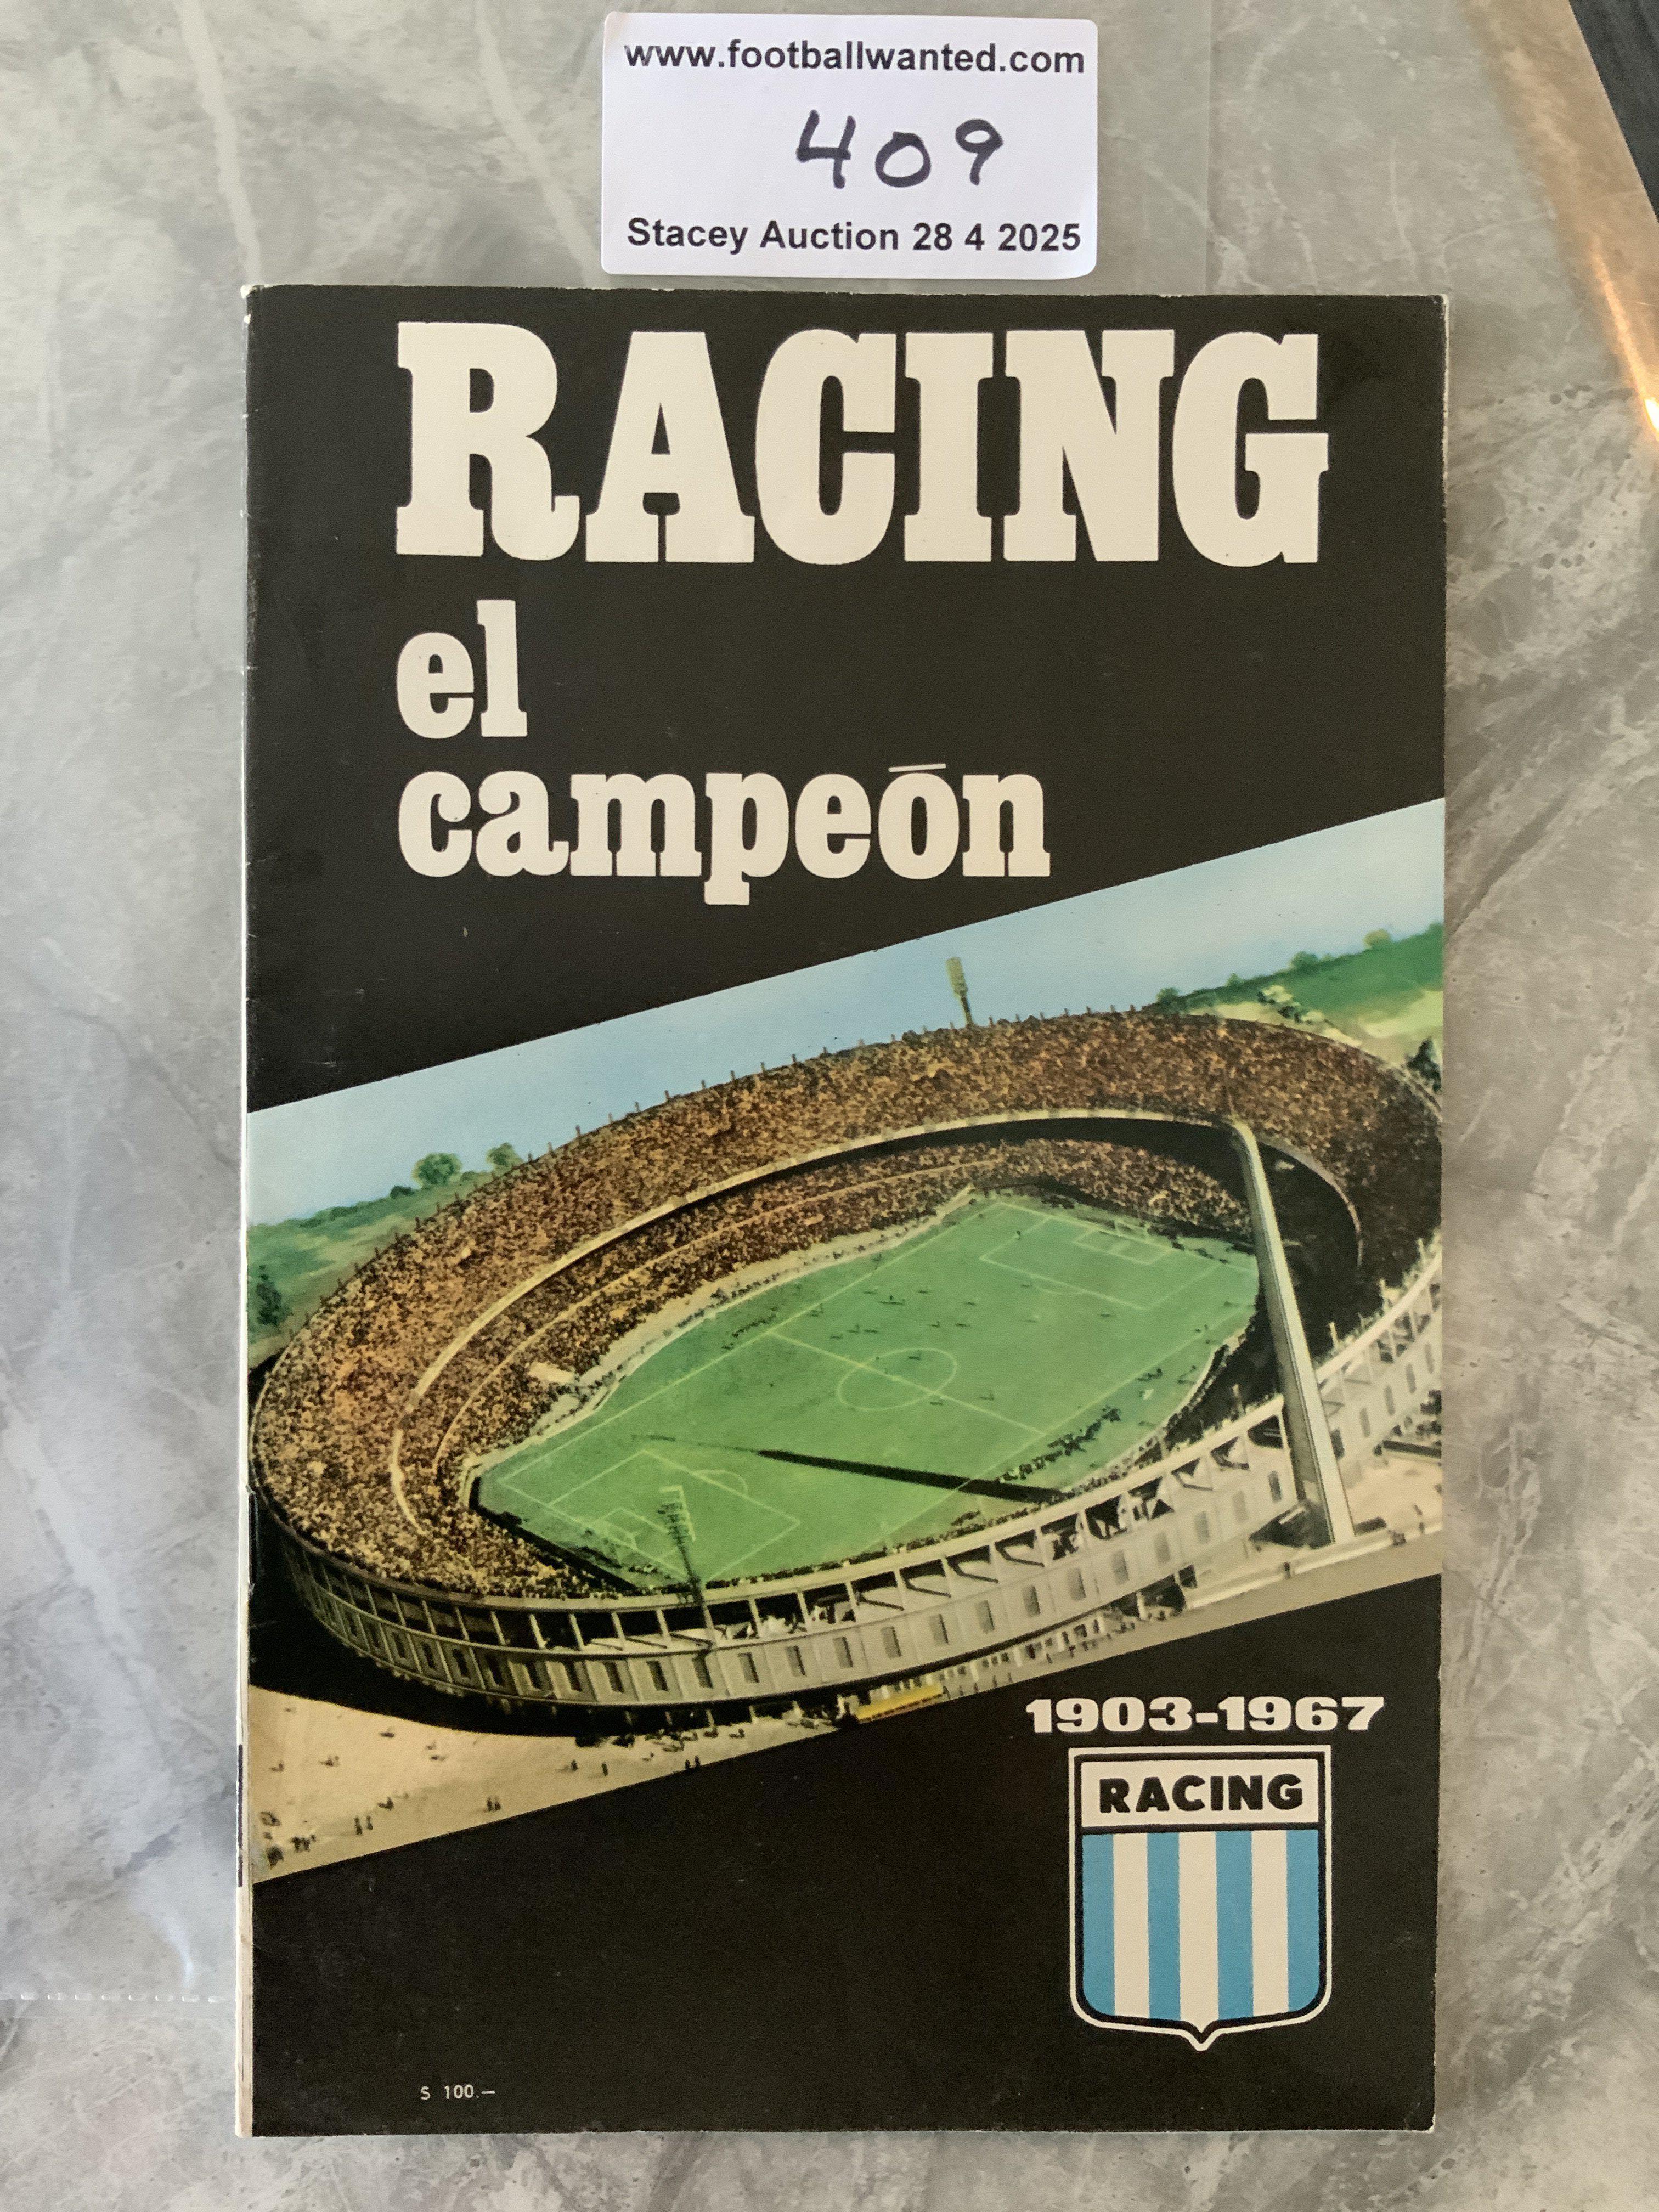 www.footballwanted.com
409
Stacey Auction 28 4 2025
RACING
el
campeón
1903-1967
RACING
S 100.—